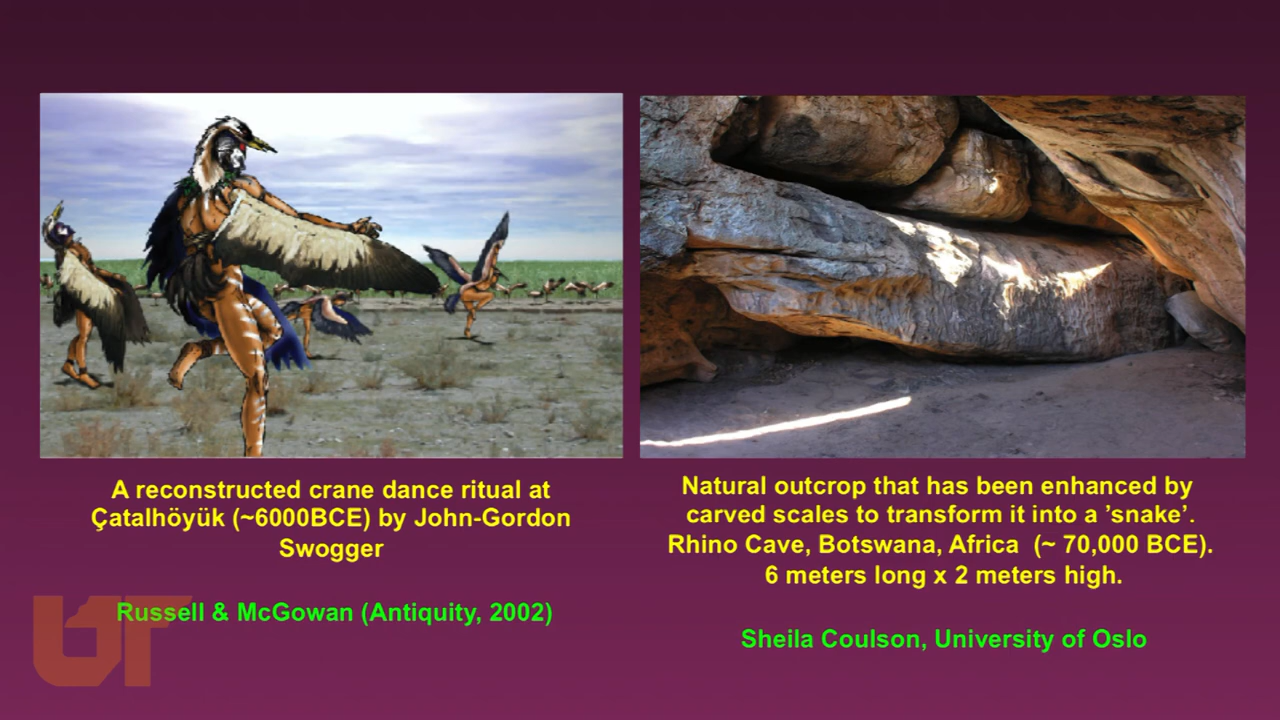 A reconstructed crane dance ritual at
Çatalhöyük (~6000BCE) by John-Gordon
Swogger
Russell & McGowan (Antiquity, 2002)
UT
Natural outcrop that has been enhanced by
carved scales to transform it into a ’snake’.
Rhino Cave, Botswana, Africa (~ 70,000 BCE).
6 meters long x 2 meters high.
Sheila Coulson, University of Oslo